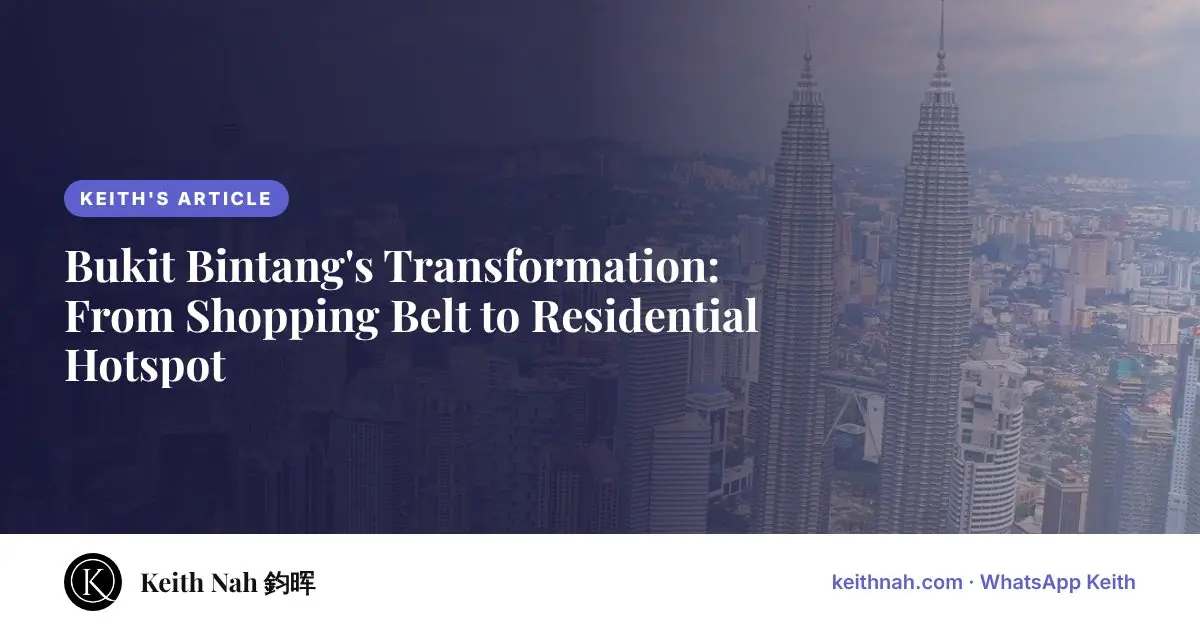 KEITH'S ARTICLE
Bukit Bintang's Transformation:
From Shopping Belt to Residential
Hotspot
K
Keith Nah 鈞晖
keithnah.com · WhatsApp Keith